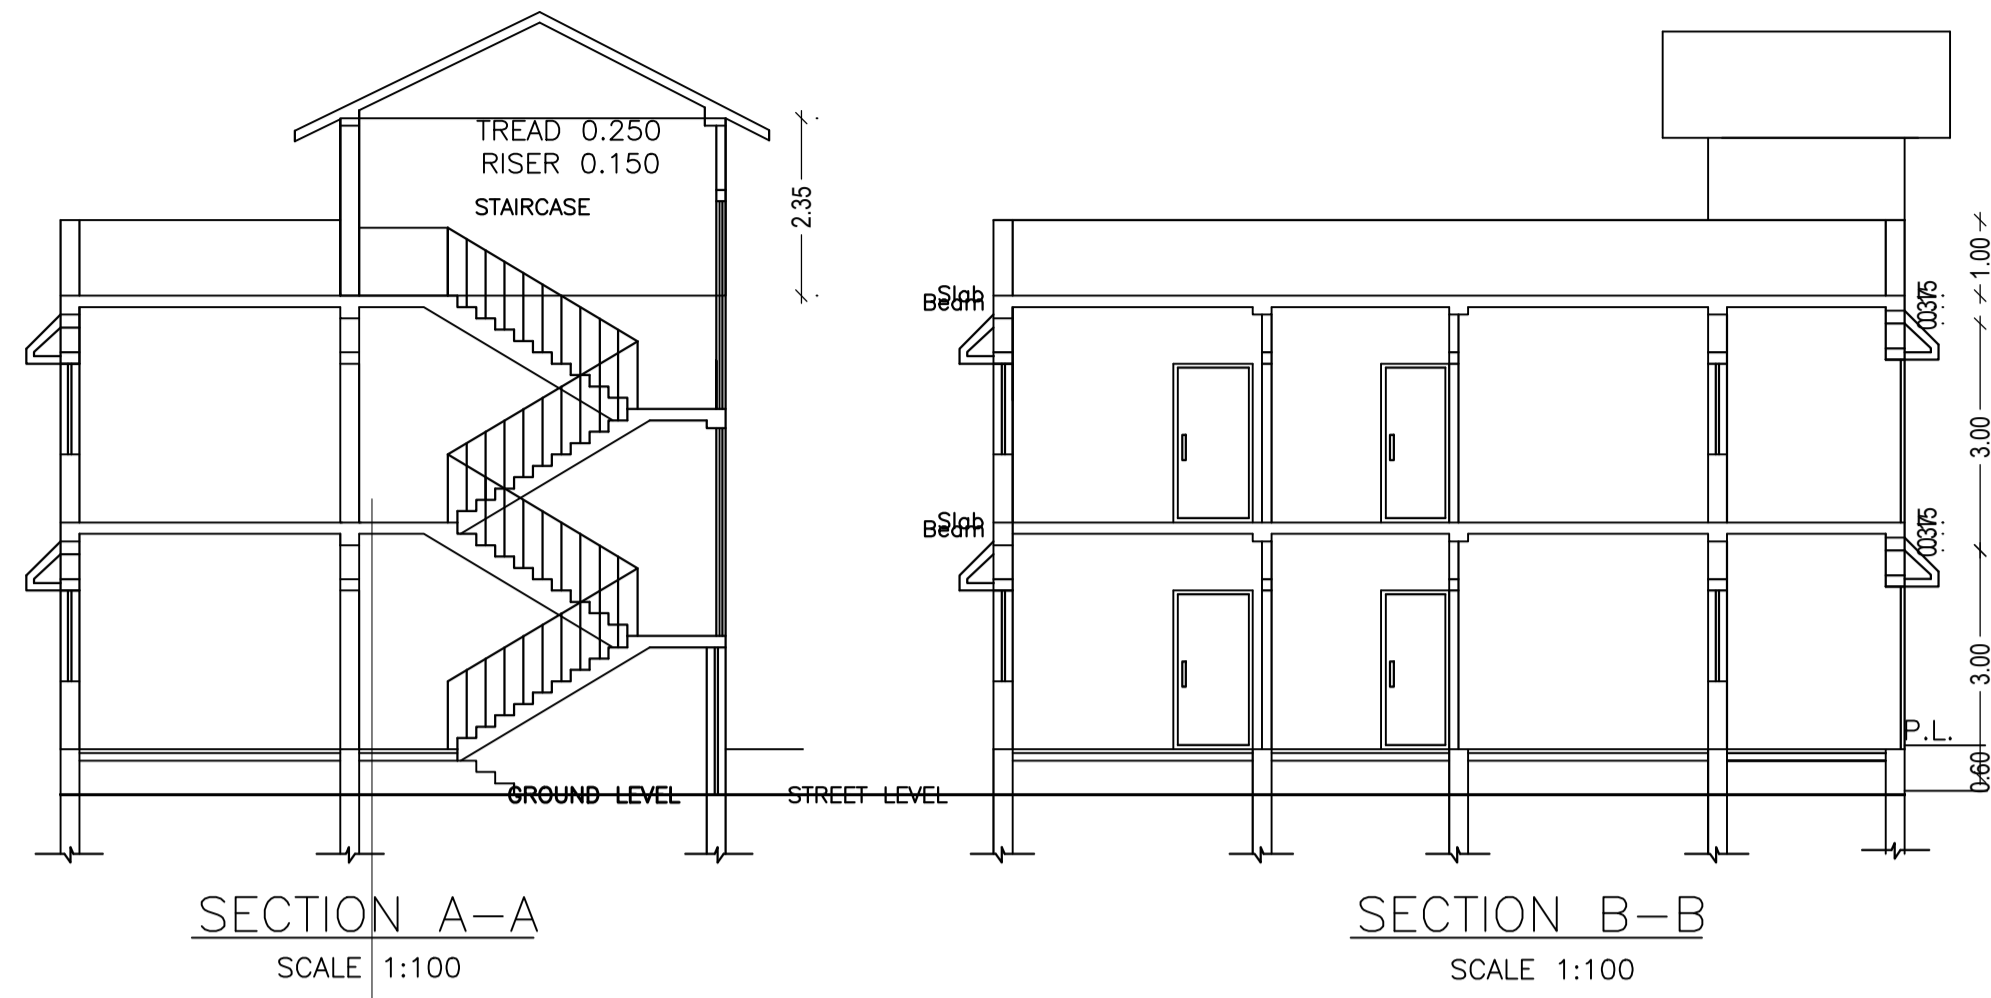 TREAD 0.250
RISER 0.150
STAIRCASE
2.35
GROUND LEVEL
STREET LEVEL
SECTION A-A
SCALE 1:100
Slab
Beam
Slab
Beam
1.00
3.00
3.00
P.L.
0.60
SECTION B-B
SCALE 1:100